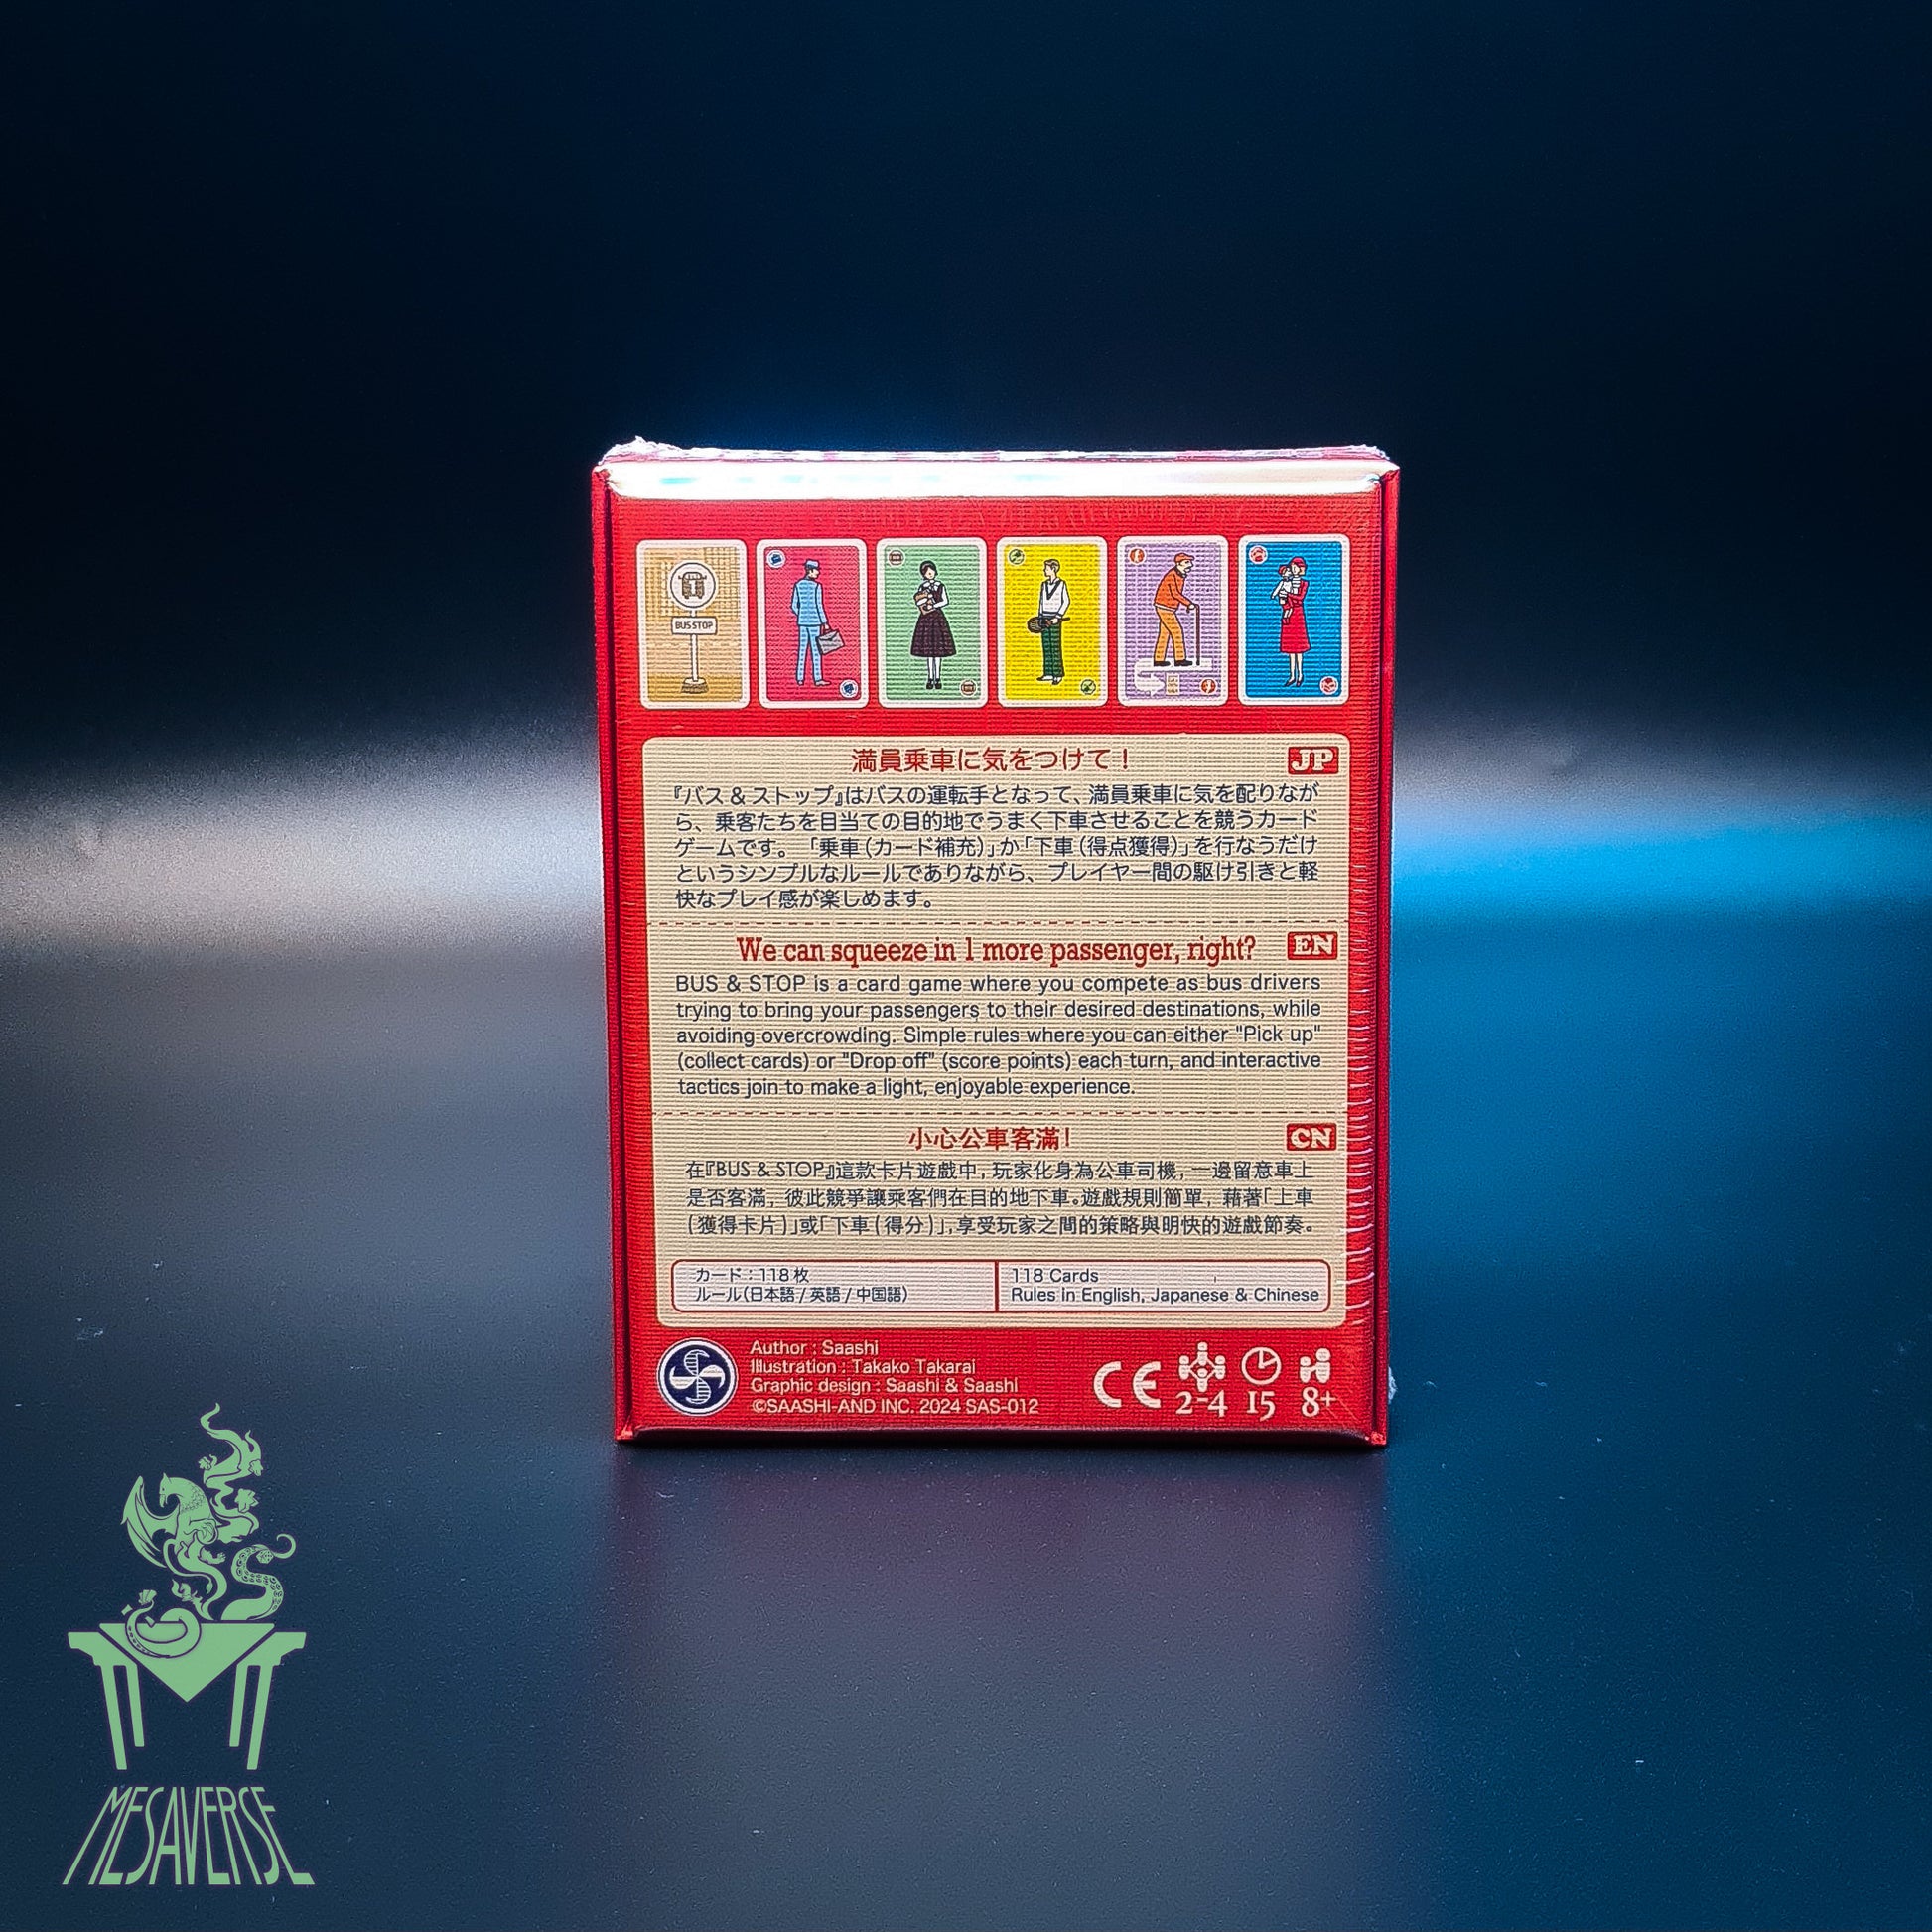 BUS STOP
満員乗車に気をつけて！
JP
『バス & ストップ』はバスの運転手となって、満員乗車に気を配りなが
ら、乗客たちを目当ての目的地でうまく下車させることを競うカード
ゲームです。「乗車（カード補充）」か「下車（得点獲得）」を行なうだけ
というシンプルなルールでありながら、プレイヤー間の駆け引きと軽
快なプレイ感が楽しめます。
We can squeeze in 1 more passenger, right?
EN
BUS & STOP is a card game where you compete as bus drivers
trying to bring your passengers to their desired destinations, while
avoiding overcrowding. Simple rules where you can either "Pick up"
(collect cards) or "Drop off" (score points) each turn, and interactive
tactics join to make a light, enjoyable experience.
小心公車客滿！
CN
在『BUS & STOP』這款卡片遊戲中，玩家化身為公車司機，一邊留意車上
是否客滿，彼此競爭讓乘客們在目的地下車。遊戲規則簡單，藉著「上車
（獲得卡片）」或「下車（得分）」，享受玩家之間的策略與明快的遊戲節奏。
カード：118 枚
ルール（日本語 / 英語 / 中国語）
118 Cards
Rules in English, Japanese & Chinese
Author : Saashi
Illustration : Takako Takarai
Graphic design : Saashi & Saashi
©SAASHI-AND INC. 2024 SAS-012
CE
2-4
15
8+
MESAVERSE